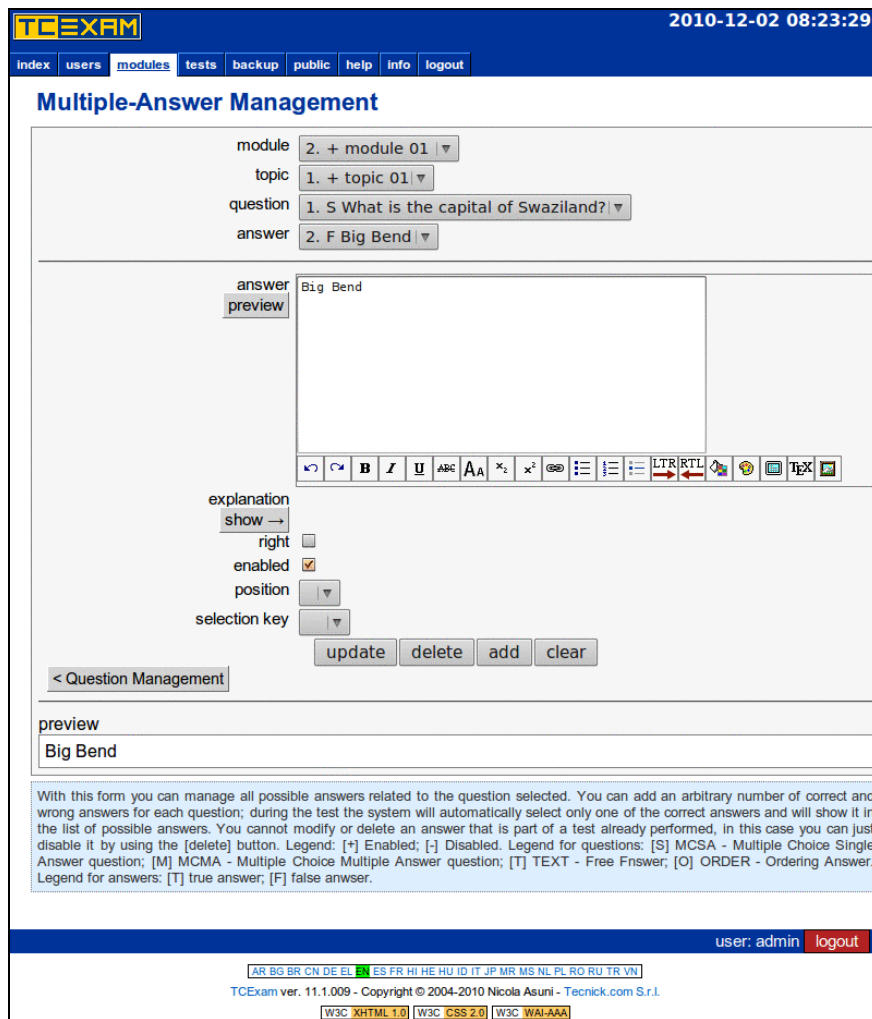 TCEXAM
2010-12-02 08:23:29
index users modules tests backup public help info logout
Multiple-Answer Management
module 2. + module 01
topic 1. + topic 01
question 1. S What is the capital of Swaziland?
answer 2. F Big Bend
answer Big Bend
preview
B I U ABC AA x2 x² LTR RTL TEX
explanation
show →
right
enabled
position
selection key
update delete add clear
< Question Management
preview
Big Bend
With this form you can manage all possible answers related to the question selected. You can add an arbitrary number of correct and
wrong answers for each question; during the test the system will automatically select only one of the correct answers and will show it in
the list of possible answers. You cannot modify or delete an answer that is part of a test already performed, in this case you can just
disable it by using the [delete] button. Legend: [+] Enabled; [-] Disabled. Legend for questions: [S] MCSA - Multiple Choice Single
Answer question; [M] MCMA - Multiple Choice Multiple Answer question; [T] TEXT - Free Fnswer; [O] ORDER - Ordering Answer.
Legend for answers: [T] true answer; [F] false anwser.
user: admin logout
AR BG BR CN DE EL EN ES FR HI HE HU ID IT JP MR MS NL PL RO RU TR VN
TCExam ver. 11.1.009 - Copyright © 2004-2010 Nicola Asuni - Tecnick.com S.r.l.
W3C XHTML 1.0 W3C CSS 2.0 W3C WAI-AAA